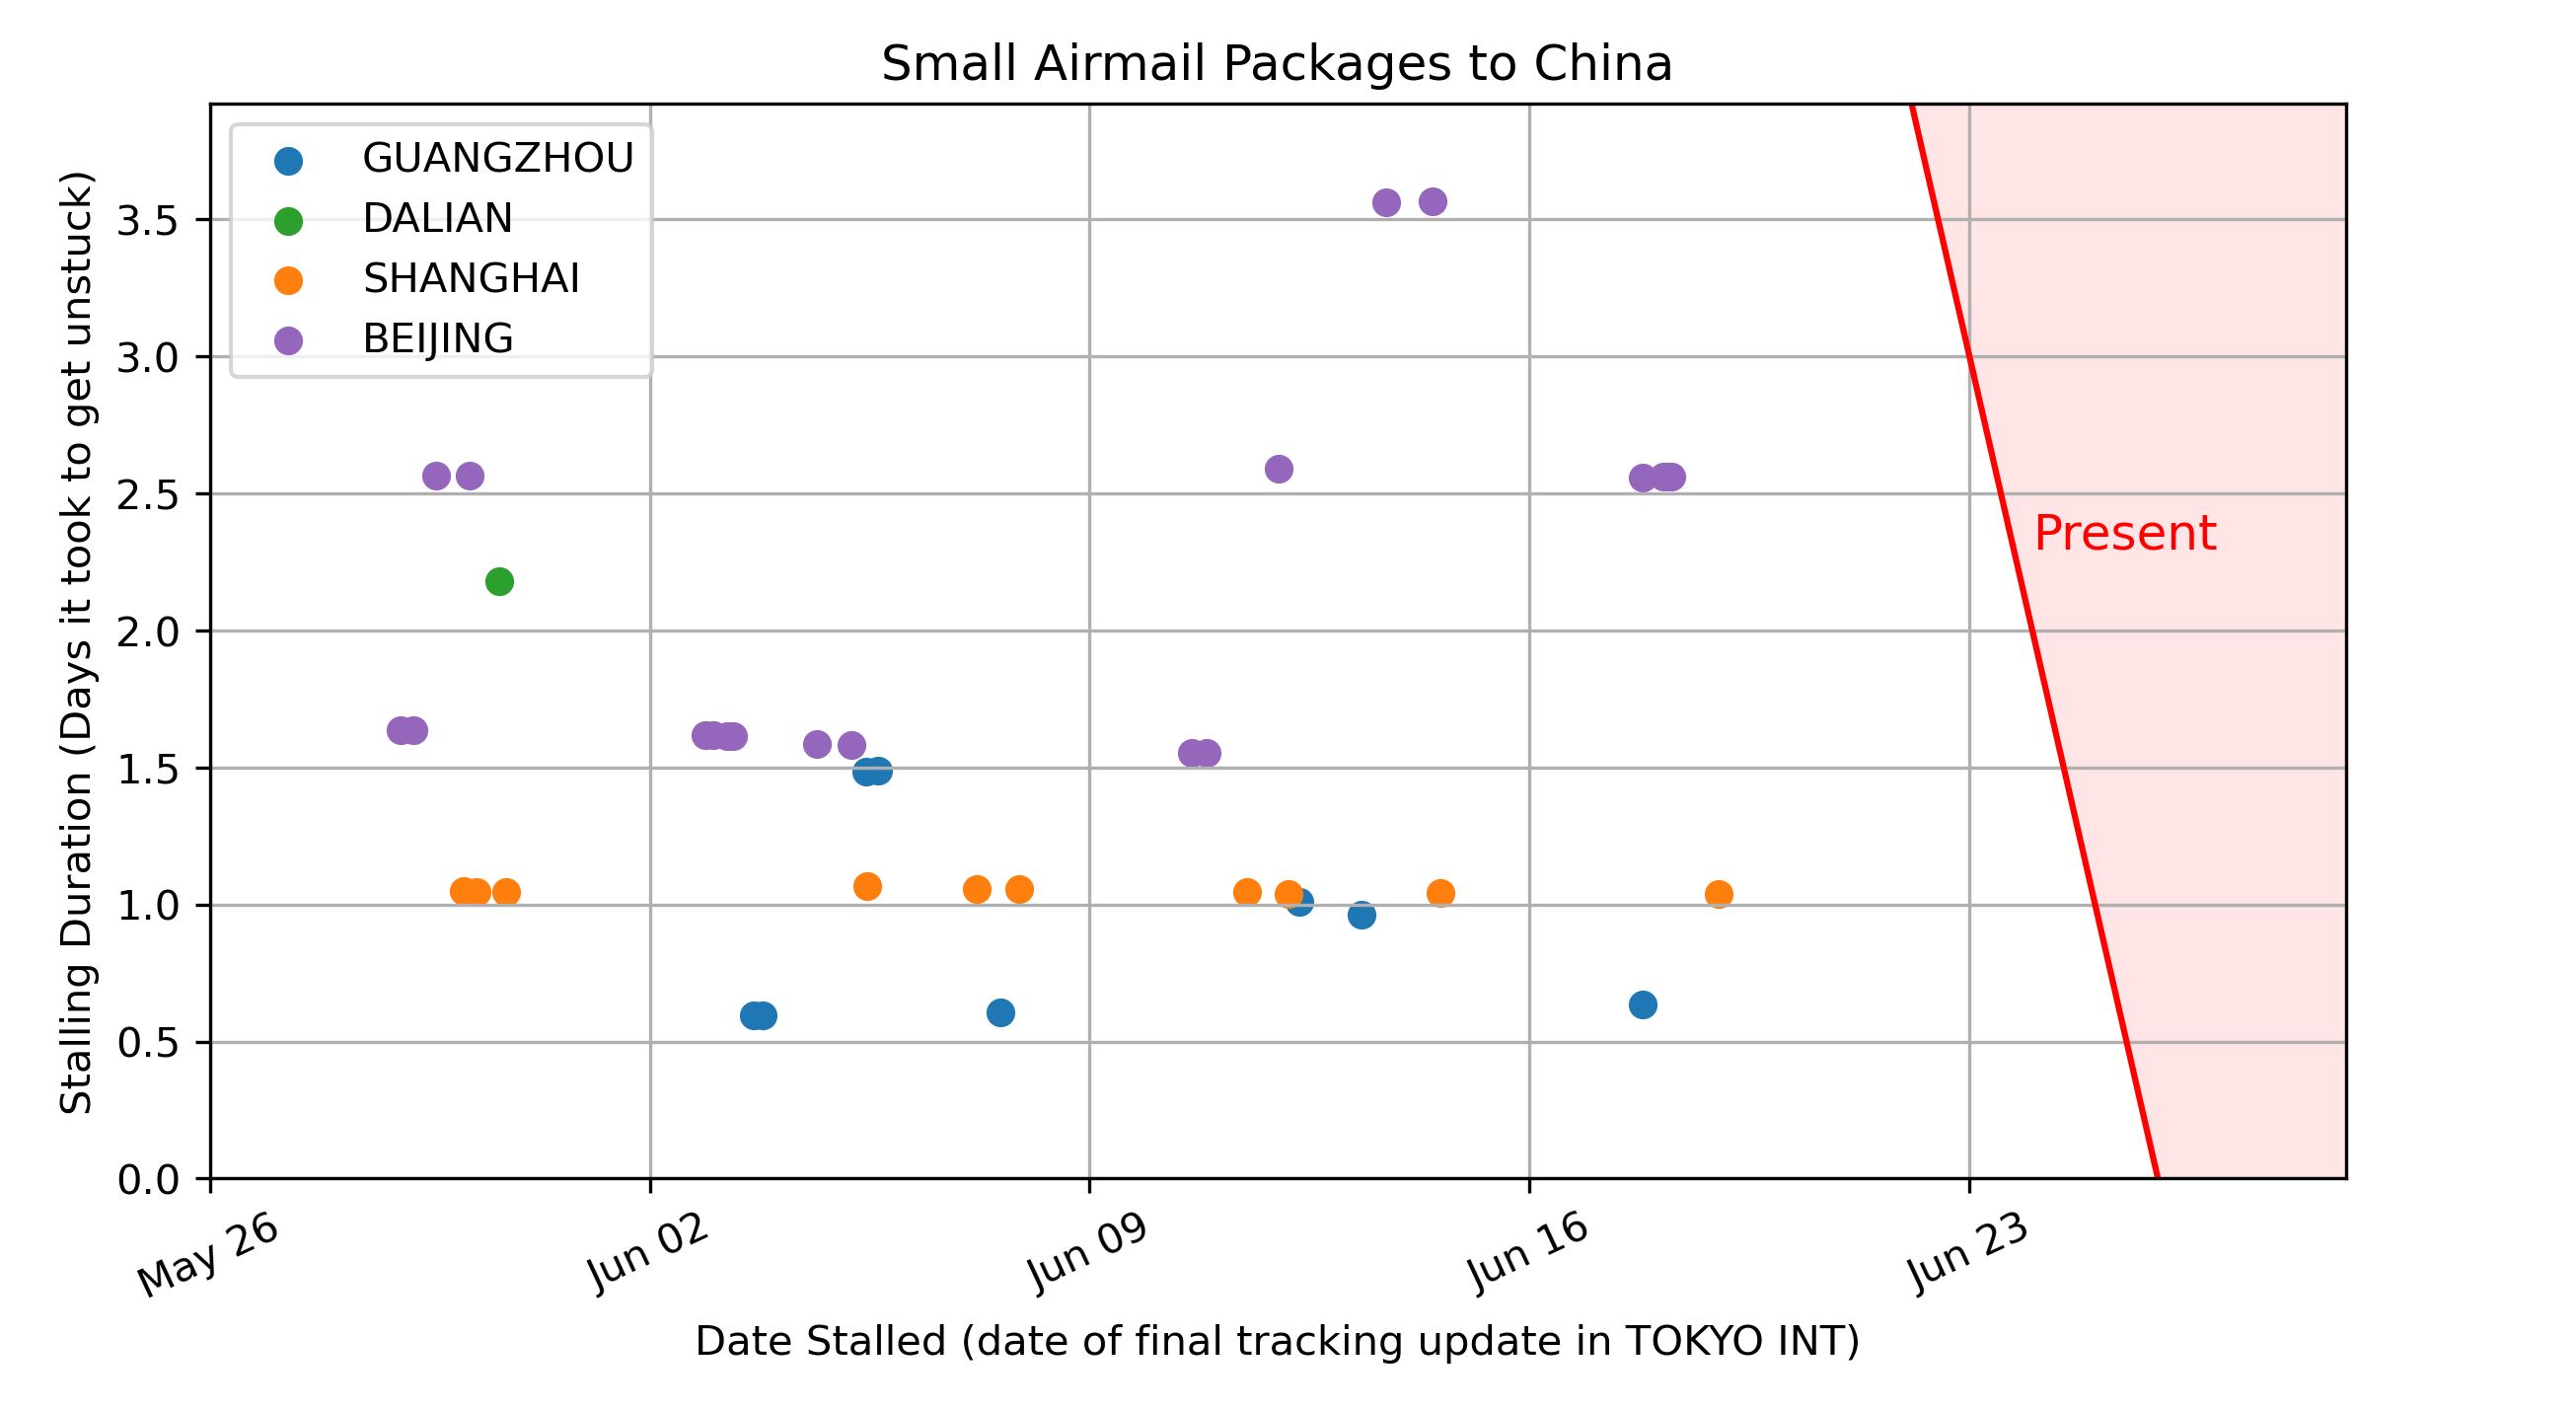 Small Airmail Packages to China
GUANGZHOU
DALIAN
SHANGHAI
BEIJING
Stalling Duration (Days it took to get unstuck)
3.5
3.0
2.5
2.0
1.5
1.0
0.5
0.0
Present
May 26
Jun 02
Jun 09
Jun 16
Jun 23
Date Stalled (date of final tracking update in TOKYO INT)